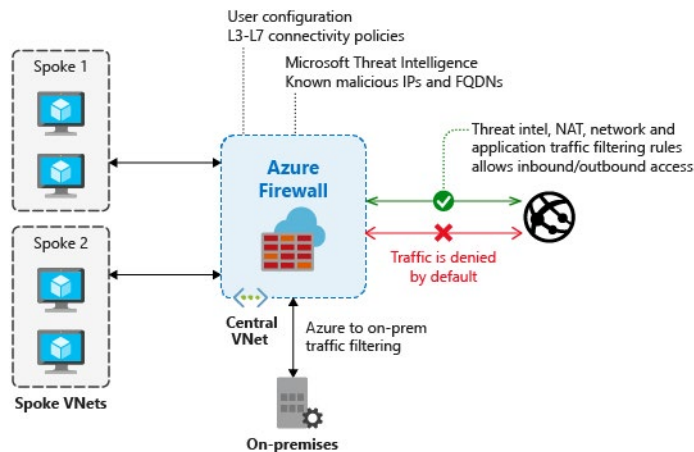 User configuration
L3-L7 connectivity policies
Microsoft Threat Intelligence
Known malicious IPs and FQDNs
Spoke 1
Spoke 2
Spoke VNets
Azure
Firewall
Central
VNet
Threat intel, NAT, network and
application traffic filtering rules
allows inbound/outbound access
Traffic is denied
by default
Azure to on-prem
traffic filtering
On-premises